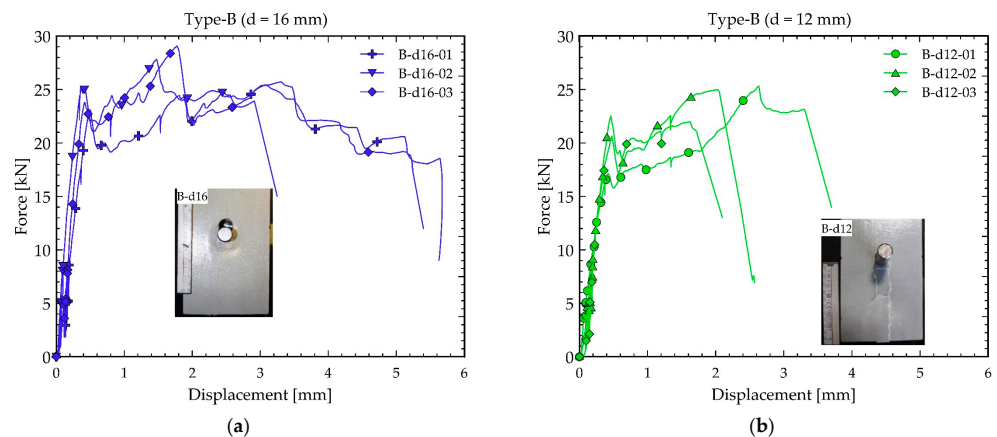 Type-B (d = 16 mm)
30
25
20
15
10
5
0
Force [kN]
B-d16-01
B-d16-02
B-d16-03
B-d16
0 1 2 3 4 5 6
Displacement [mm]
(a)
Type-B (d = 12 mm)
30
25
20
15
10
5
0
Force [kN]
B-d12-01
B-d12-02
B-d12-03
B-d12
0 1 2 3 4 5 6
Displacement [mm]
(b)